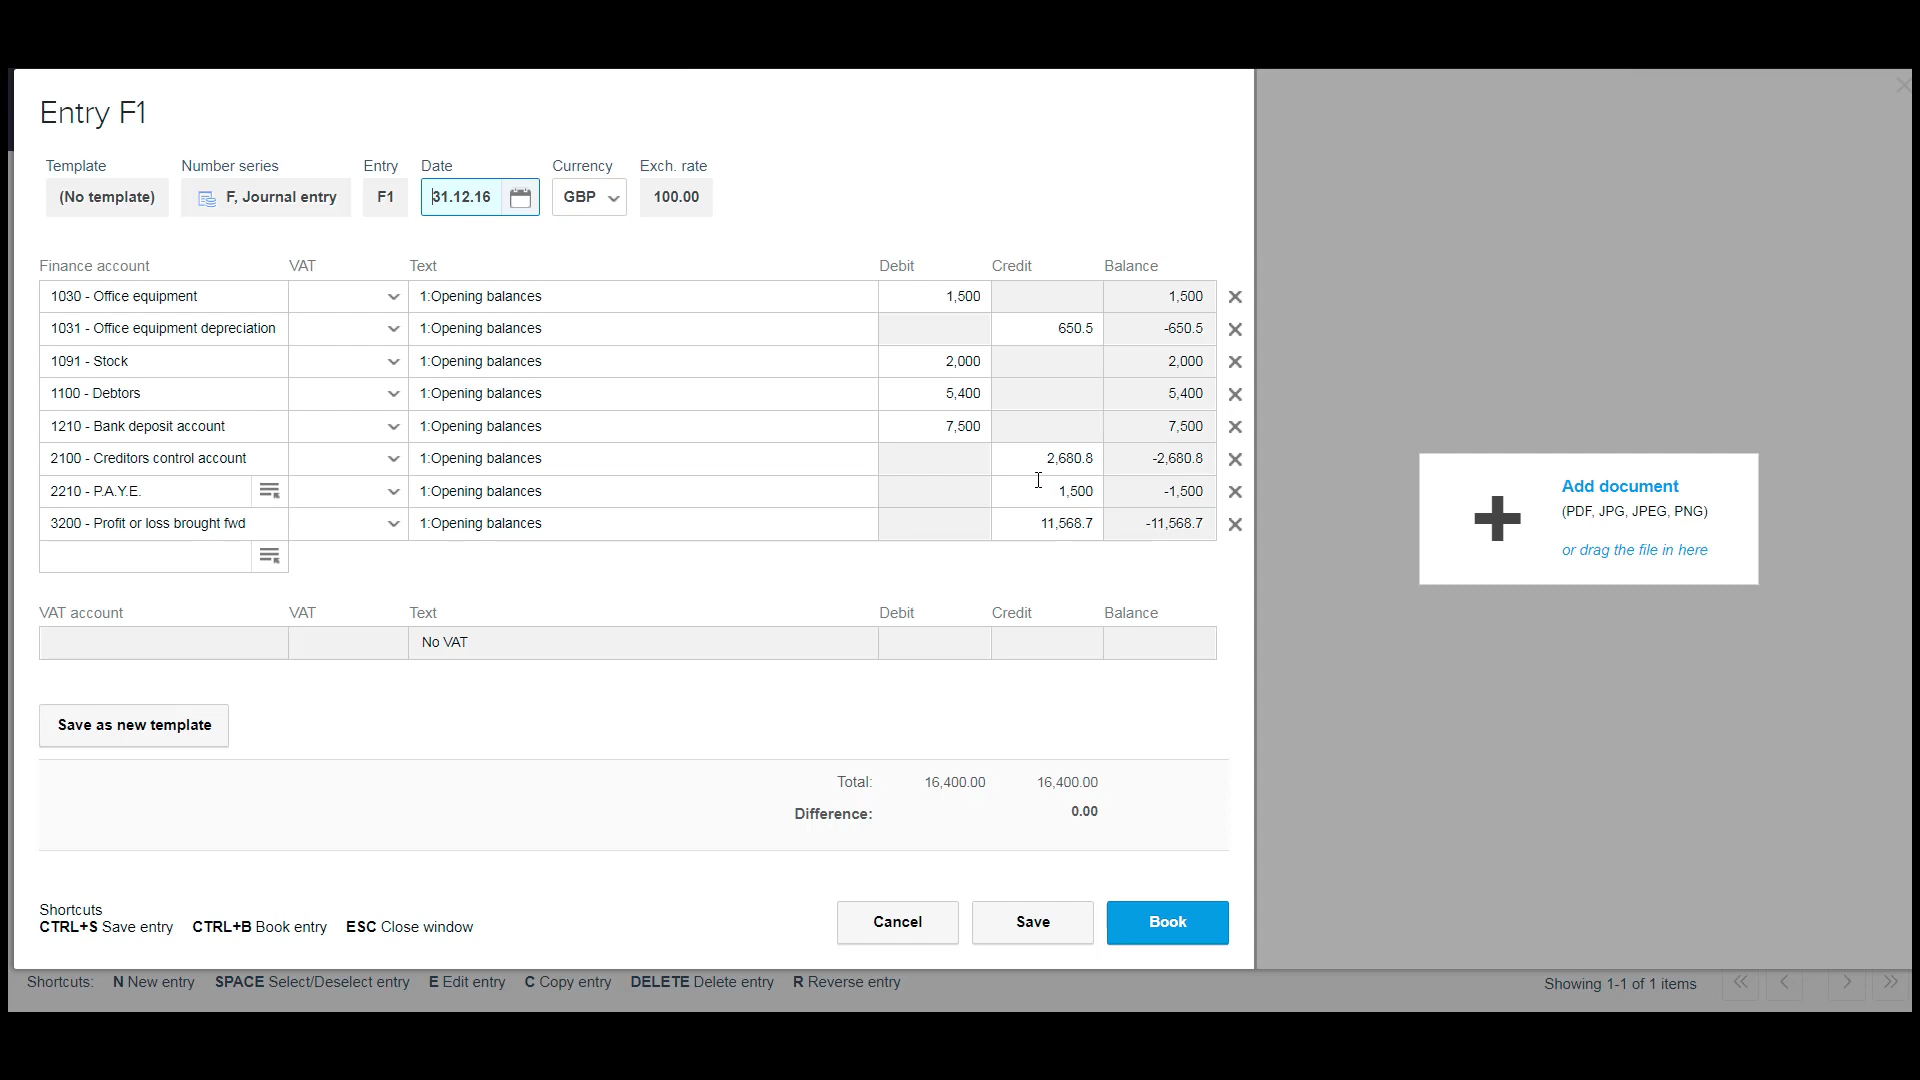 Entry F1
Template Number series Entry Date Currency Exch. rate
(No template) F, Journal entry F1 31.12.16 GBP 100.00
Finance account VAT Text Debit Credit Balance
1030 - Office equipment 1:Opening balances 1,500 1,500
1031 - Office equipment depreciation 1:Opening balances 650.5 -650.5
1091 - Stock 1:Opening balances 2,000 2,000
1100 - Debtors 1:Opening balances 5,400 5,400
1210 - Bank deposit account 1:Opening balances 7,500 7,500
2100 - Creditors control account 1:Opening balances 2,680.8 -2,680.8
2210 - P.A.Y.E. 1:Opening balances 1,500 -1,500
3200 - Profit or loss brought fwd 1:Opening balances 11,568.7 -11,568.7
VAT account VAT Text Debit Credit Balance
No VAT
Save as new template
Total: 16,400.00 16,400.00
Difference: 0.00
Shortcuts
CTRL+S Save entry CTRL+B Book entry ESC Close window
Cancel Save Book
Add document
(PDF, JPG, JPEG, PNG)
or drag the file in here
Shortcuts: N New entry SPACE Select/Deselect entry E Edit entry C Copy entry DELETE Delete entry R Reverse entry
Showing 1-1 of 1 items